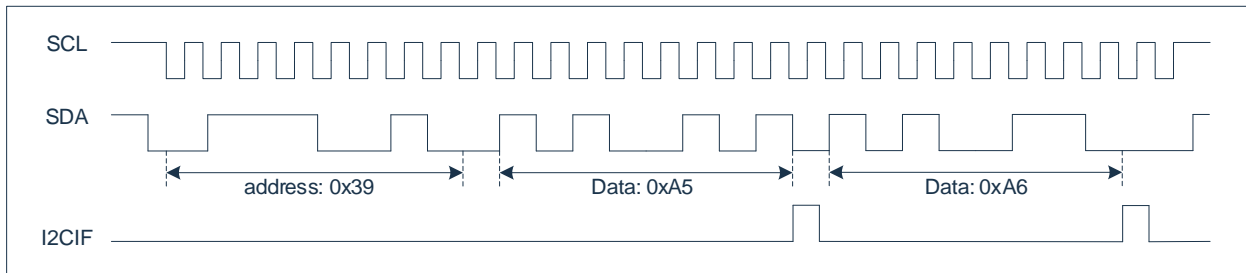 SCL
SDA
address: 0x39 Data: 0xA5 Data: 0xA6
I2CIF